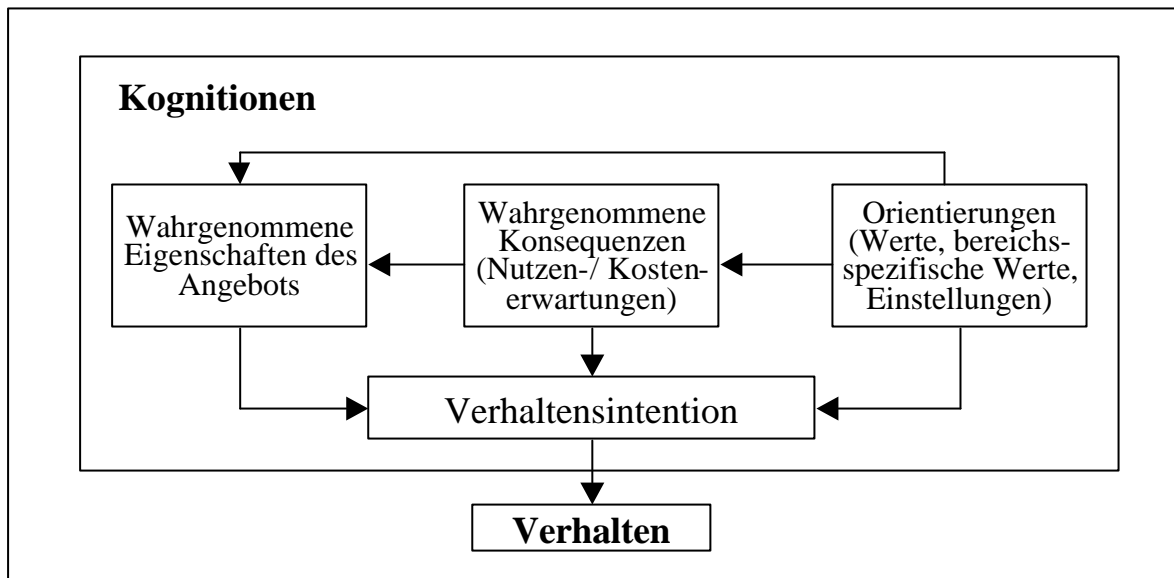 Kognitionen
Wahrgenommene
Eigenschaften des
Angebots
Wahrgenommene
Konsequenzen
(Nutzen-/ Kosten-
erwartungen)
Orientierungen
(Werte, bereichs-
spezifische Werte,
Einstellungen)
Verhaltensintention
Verhalten